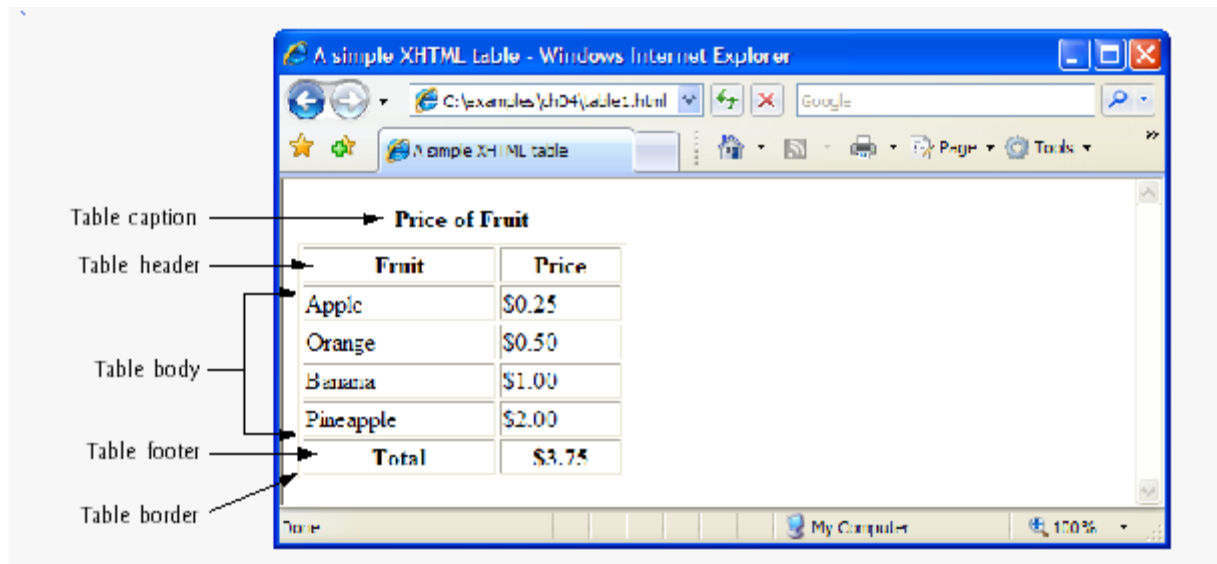 A simple XHTML table - Windows Internet Explorer
C:\examples\ch04\table1.html
Google
A simple XHTML table
Page
Tools
Table caption
Price of Fruit
Table header
Fruit Price
Apple $0.25
Orange $0.50
Table body
Banana $1.00
Pineapple $2.00
Table footer
Total $3.75
Table border
Done
My Computer
100%